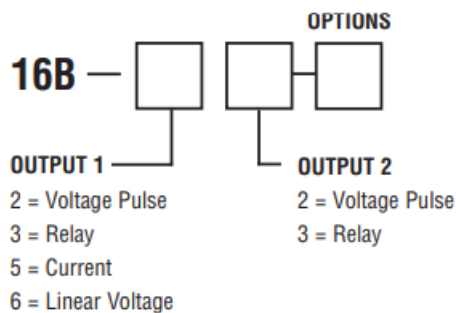 OPTIONS
16B —
OUTPUT 1
2 = Voltage Pulse
3 = Relay
5 = Current
6 = Linear Voltage
OUTPUT 2
2 = Voltage Pulse
3 = Relay